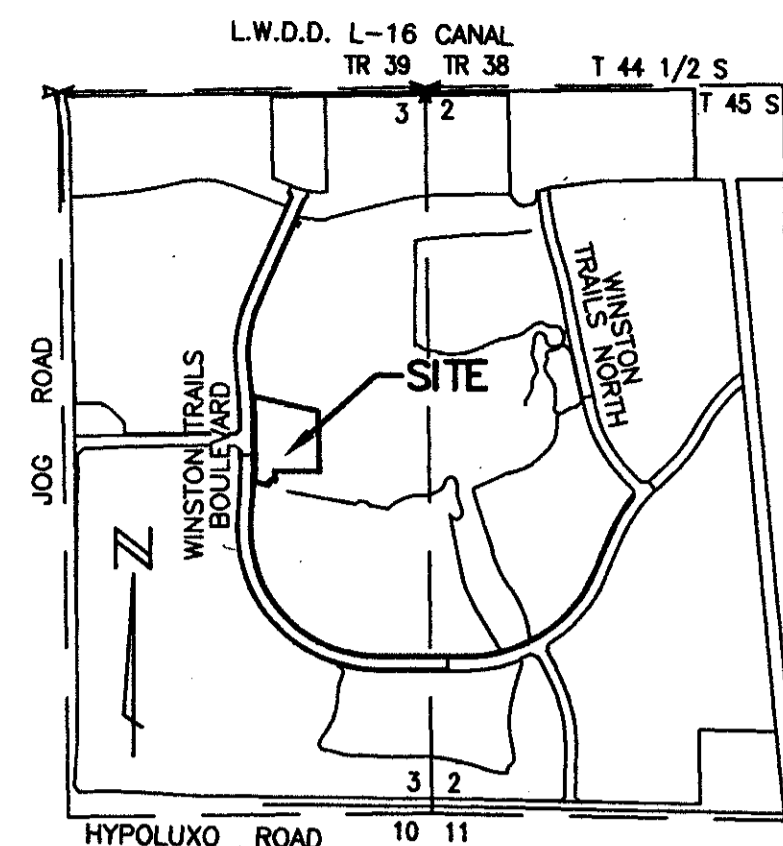 L.W.D.D. L-16 CANAL
TR 39 TR 38 T 44 1/2 S
3 2 T 45 S
WINSTON
TRAILS NORTH
SITE
JOG ROAD
WINSTON TRAILS
BOULEVARD
N
3 2
HYPOLUXO ROAD 10 11